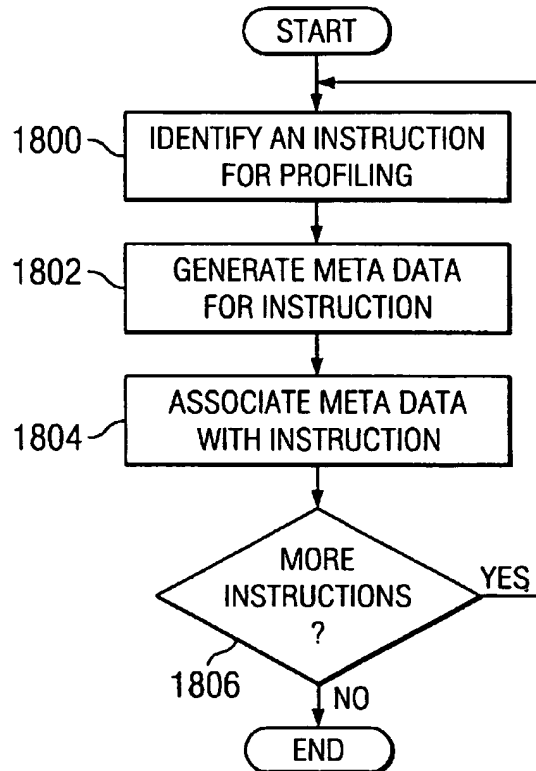 START
1800
IDENTIFY AN INSTRUCTION
FOR PROFILING
1802
GENERATE META DATA
FOR INSTRUCTION
1804
ASSOCIATE META DATA
WITH INSTRUCTION
MORE
INSTRUCTIONS
?
YES
1806
NO
END